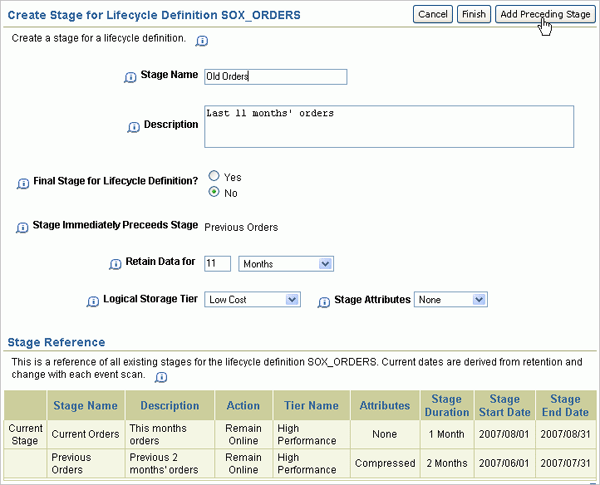 Create Stage for Lifecycle Definition SOX_ORDERS
Cancel Finish Add Preceding Stage
Create a stage for a lifecycle definition.
Stage Name Old Orders
Description Last 11 months' orders
Final Stage for Lifecycle Definition? Yes
No
Stage Immediately Preceeds Stage Previous Orders
Retain Data for 11 Months
Logical Storage Tier Low Cost Stage Attributes None
Stage Reference
This is a reference of all existing stages for the lifecycle definition SOX_ORDERS. Current dates are derived from retention and
change with each event scan.
Stage Name Description Action Tier Name Attributes Stage Duration Stage Start Date Stage End Date
Current Stage Current Orders This months orders Remain Online High Performance None 1 Month 2007/08/01 2007/08/31
Previous Orders Previous 2 months' orders Remain Online High Performance Compressed 2 Months 2007/06/01 2007/07/31